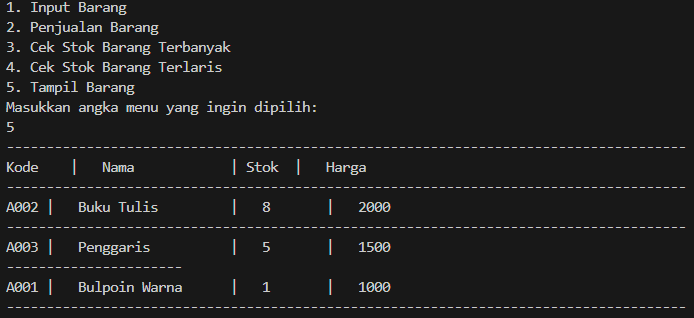 1. Input Barang
2. Penjualan Barang
3. Cek Stok Barang Terbanyak
4. Cek Stok Barang Terlaris
5. Tampil Barang
Masukkan angka menu yang ingin dipilih:
5
-------------------------------------------------------------------------------------
Kode    |   Nama            | Stok  |   Harga
-------------------------------------------------------------------------------------
A002 |   Buku Tulis         |   8       |   2000
-------------------------------------------------------------------------------------
A003 |   Penggaris          |   5       |   1500
----------------------
A001 |   Bulpoin Warna      |   1       |   1000
-------------------------------------------------------------------------------------